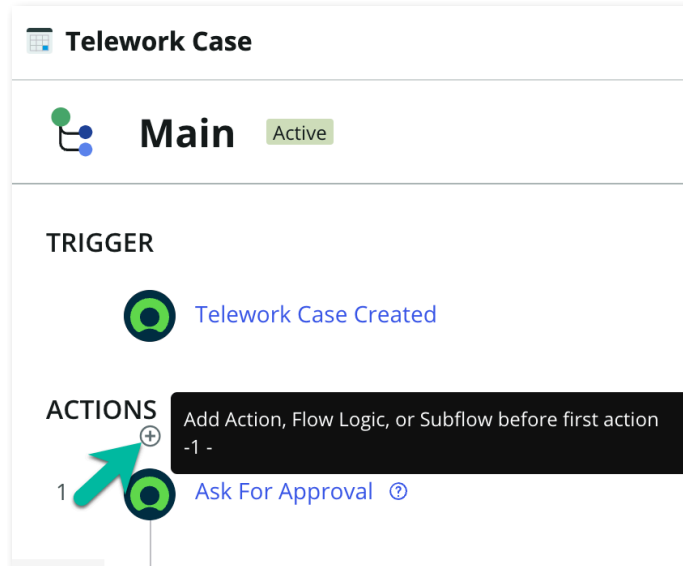 Telework Case
Main
Active
TRIGGER
Telework Case Created
ACTIONS
Add Action, Flow Logic, or Subflow before first action
-1 -
1
Ask For Approval